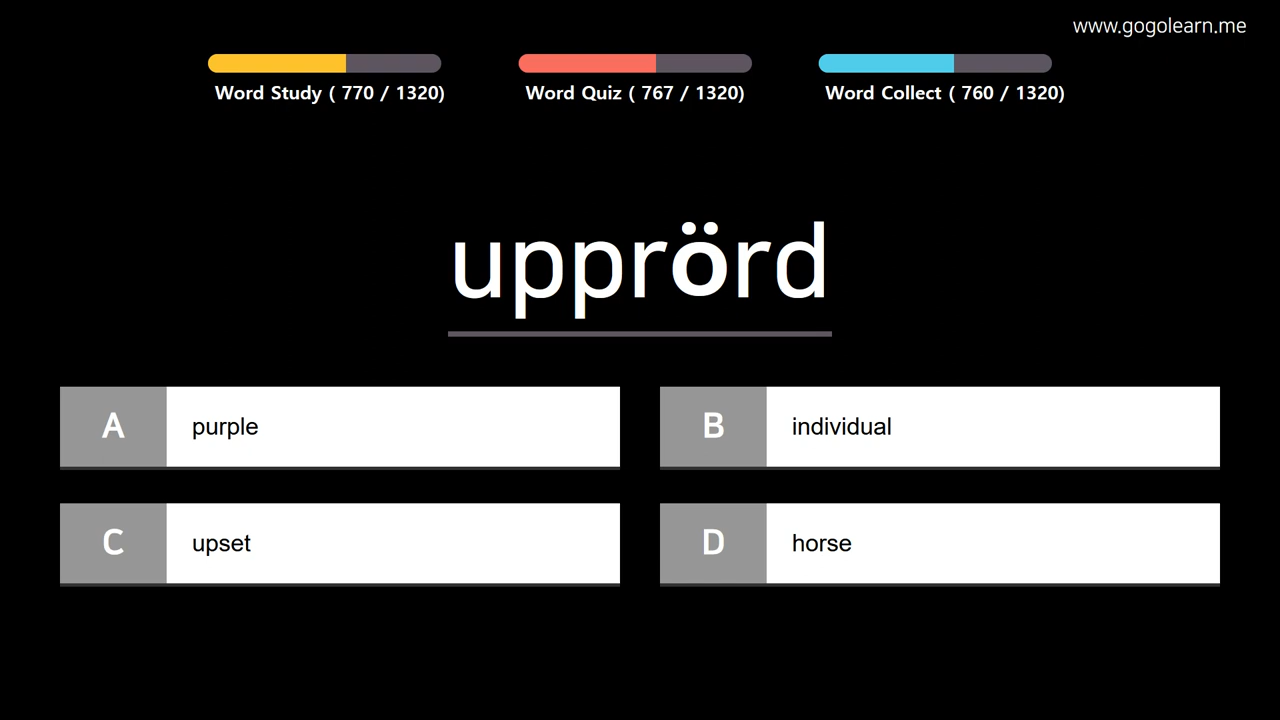 www.gogolearn.me
Word Study ( 770 / 1320)
Word Quiz ( 767 / 1320)
Word Collect ( 760 / 1320)
upprörd
A purple
B individual
C upset
D horse